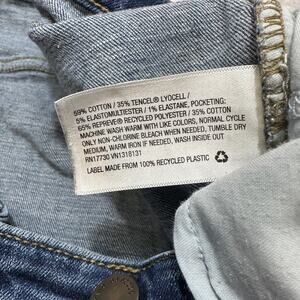 59% COTTON / 35% TENCEL® LYOCELL /
5% ELASTOMULTIESTER / 1% ELASTANE, POCKETING:
65% REPREVE® RECYCLED POLYESTER / 35% COTTON
MACHINE WASH WARM WITH LIKE COLORS, NORMAL CYCLE
ONLY NON-CHLORINE BLEACH WHEN NEEDED, TUMBLE DRY
MEDIUM, WARM IRON IF NEEDED, WASH INSIDE OUT
RN17730 VN1318131
LABEL MADE FROM 100% RECYCLED PLASTIC